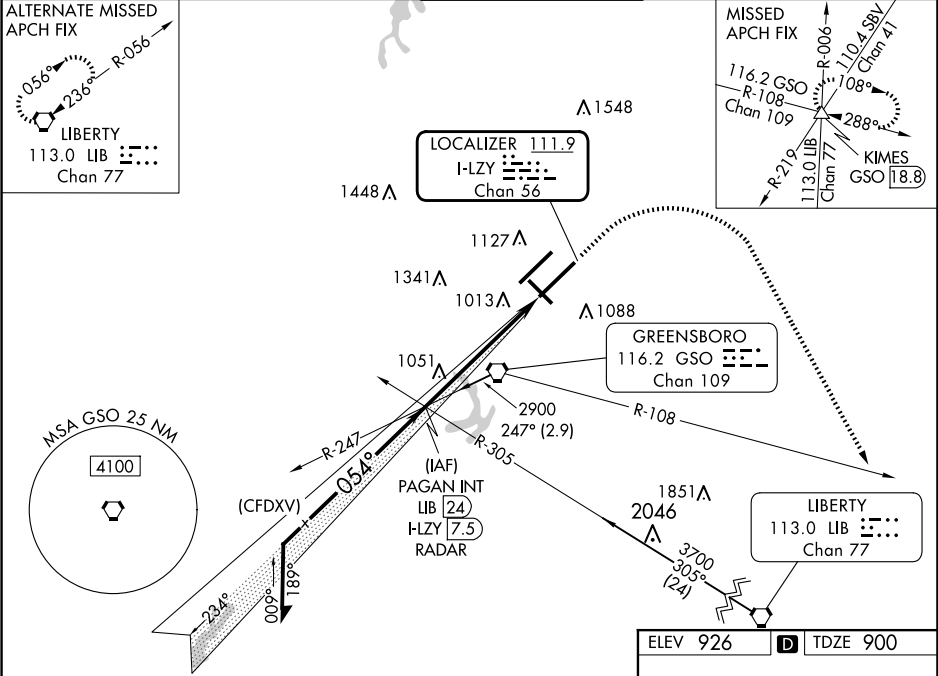 ALTERNATE MISSED
APCH FIX
R-056
056°
236°
LIBERTY
113.0 LIB
Chan 77
MISSED
APCH FIX
R-006
110.4 SBV
Chan 41
116.2 GSO
R-108
Chan 109
108°
288°
R-219
113.0 LIB
Chan 77
KIMES
GSO 18.8
1548
LOCALIZER 111.9
I-LZY
Chan 56
1448
1127
1341
1013
1088
GREENSBORO
116.2 GSO
Chan 109
1051
2900
247° (2.9)
R-108
R-247
R-305
MSA GSO 25 NM
4100
054°
(CFDXV)
(IAF)
PAGAN INT
LIB 24
I-LZY 7.5
RADAR
1851
2046
LIBERTY
113.0 LIB
Chan 77
3700
305°
(24)
009°
189°
234°
ELEV 926 D TDZE 900